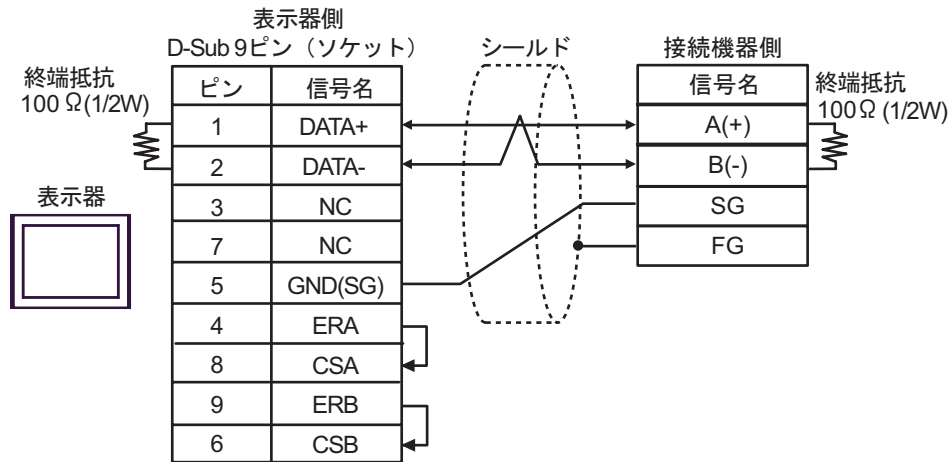 表示器側
D-Sub 9ピン（ソケット）
シールド
接続機器側
終端抵抗
100 Ω(1/2W)
ピン 信号名
1 DATA+
2 DATA-
3 NC
7 NC
5 GND(SG)
4 ERA
8 CSA
9 ERB
6 CSB
表示器
信号名
A(+)
B(-)
SG
FG
終端抵抗
100Ω (1/2W)